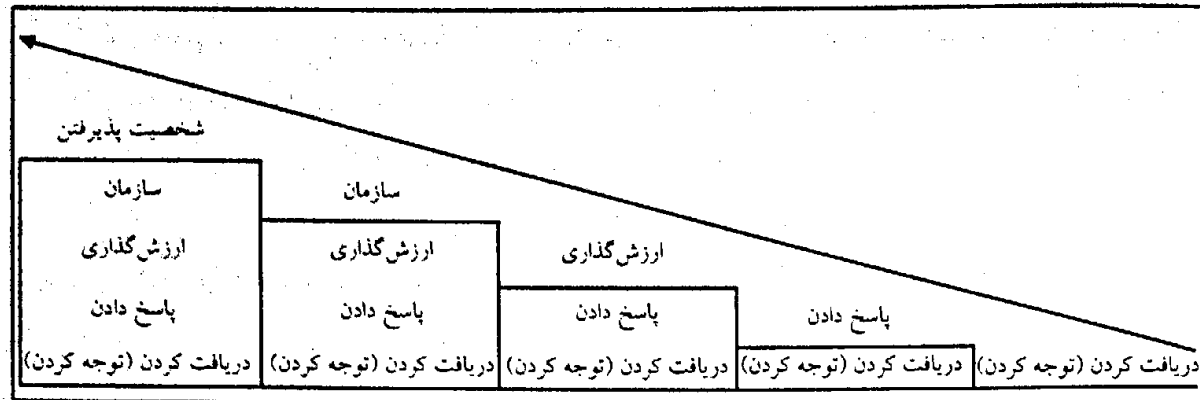 شخصیت پذیرفتن
سازمان سازمان
ارزش‌گذاری ارزش‌گذاری ارزش‌گذاری
پاسخ دادن پاسخ دادن پاسخ دادن پاسخ دادن
دریافت کردن (توجه کردن) دریافت کردن (توجه کردن) دریافت کردن (توجه کردن) دریافت کردن (توجه کردن) دریافت کردن (توجه کردن)